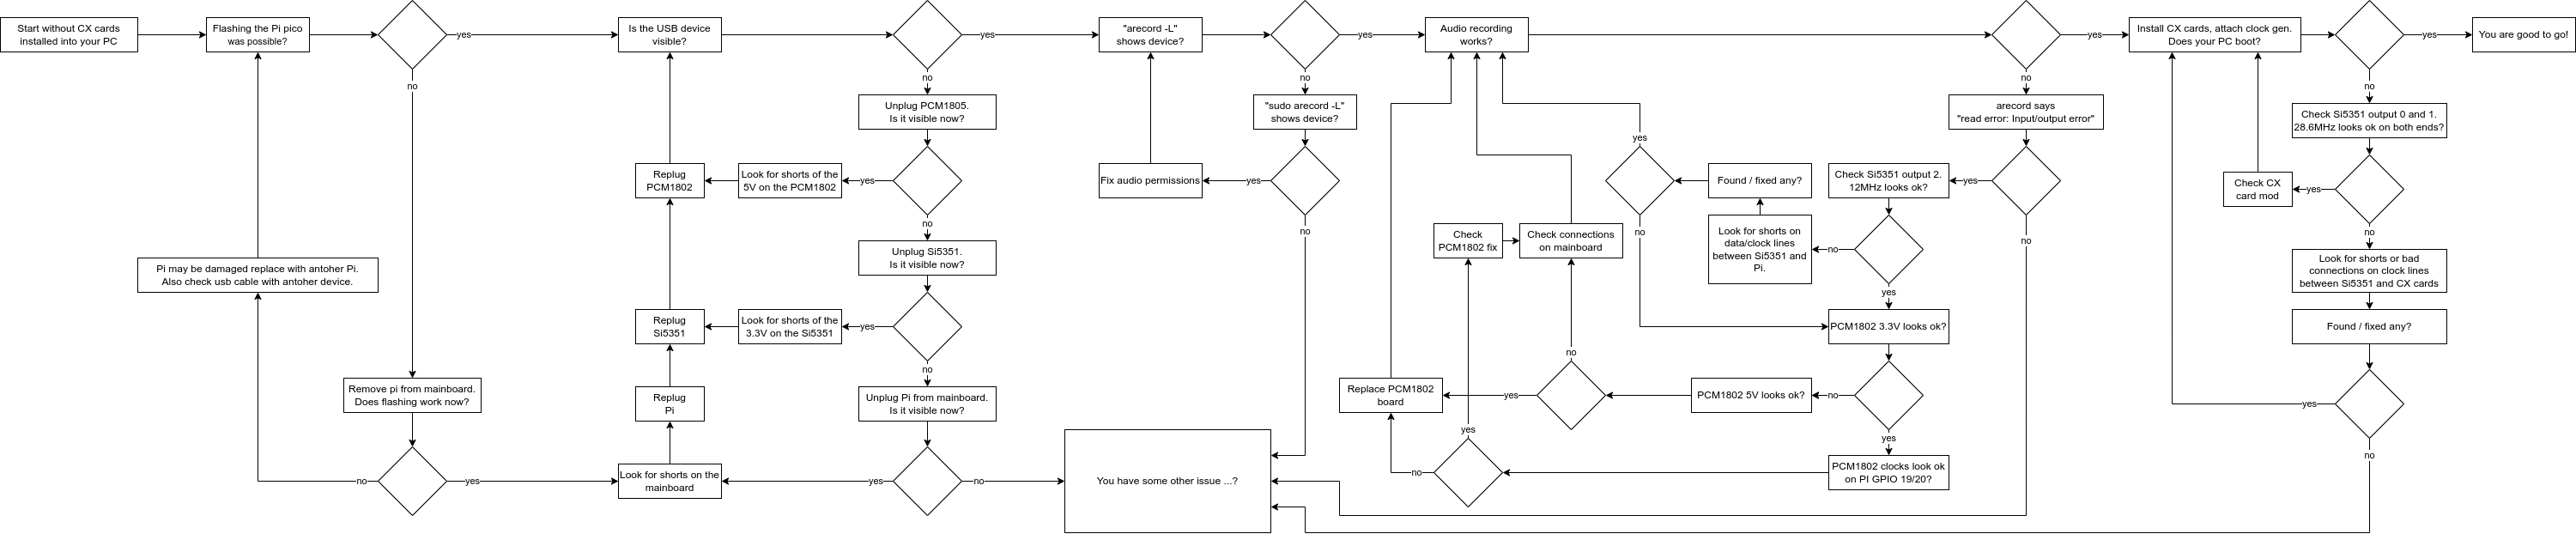 Start without CX cards
installed into your PC
Flashing the Pi pico
was possible?
yes
no
Remove pi from mainboard.
Does flashing work now?
no
yes
Pi may be damaged replace with antoher Pi.
Also check usb cable with antoher device.
Is the USB device
visible?
yes
no
Unplug PCM1805.
Is it visible now?
yes
Look for shorts of the
5V on the PCM1802
Replug
PCM1802
no
Unplug Si5351.
Is it visible now?
yes
Look for shorts of the
3.3V on the Si5351
Replug
Si5351
no
Unplug Pi from mainboard.
Is it visible now?
Replug
Pi
yes
Look for shorts on the
mainboard
no
You have some other issue ...?
"arecord -L"
shows device?
yes
no
"sudo arecord -L"
shows device?
yes
Fix audio permissions
no
Audio recording
works?
yes
no
arecord says
"read error: Input/output error"
yes
no
Check Si5351 output 2.
12MHz looks ok?
no
Look for shorts on
data/clock lines
between Si5351 and
Pi.
Found / fixed any?
yes
no
yes
PCM1802 3.3V looks ok?
no
PCM1802 5V looks ok?
yes
Replace PCM1802
board
no
Check connections
on mainboard
Check
PCM1802 fix
yes
PCM1802 clocks look ok
on PI GPIO 19/20?
yes
no
Install CX cards, attach clock gen.
Does your PC boot?
yes
You are good to go!
no
Check Si5351 output 0 and 1.
28.6MHz looks ok on both ends?
yes
Check CX
card mod
no
Look for shorts or bad
connections on clock lines
between Si5351 and CX cards
Found / fixed any?
yes
no